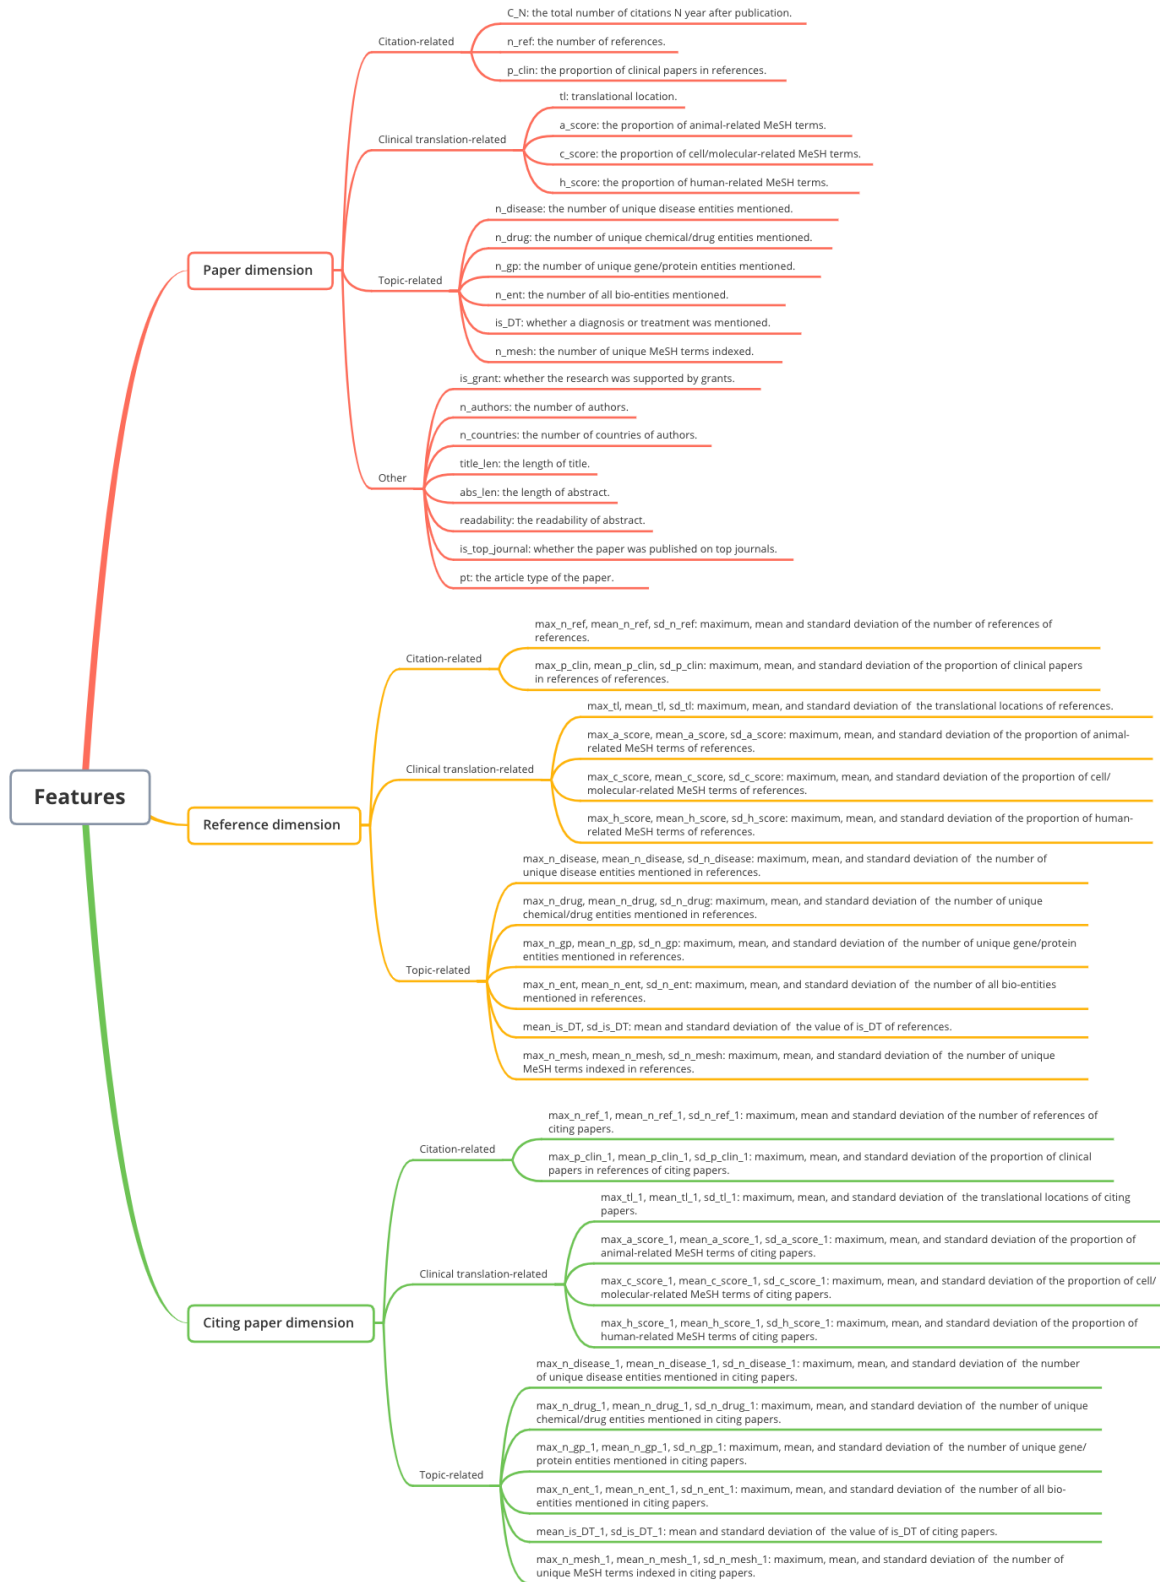 C_N: the total number of citations N year after publication.
Citation-related
n_ref: the number of references.
p_clin: the proportion of clinical papers in references.
tl: translational location.
a_score: the proportion of animal-related MeSH terms.
Clinical translation-related
c_score: the proportion of cell/molecular-related MeSH terms.
h_score: the proportion of human-related MeSH terms.
n_disease: the number of unique disease entities mentioned.
n_drug: the number of unique chemical/drug entities mentioned.
Paper dimension
n_gp: the number of unique gene/protein entities mentioned.
Topic-related
n_ent: the number of all bio-entities mentioned.
is_DT: whether a diagnosis or treatment was mentioned.
n_mesh: the number of unique MeSH terms indexed.
is_grant: whether the research was supported by grants.
n_authors: the number of authors.
n_countries: the number of countries of authors.
title_len: the length of title.
Other
abs_len: the length of abstract.
readability: the readability of abstract.
is_top_journal: whether the paper was published on top journals.
pt: the article type of the paper.
max_n_ref, mean_n_ref, sd_n_ref: maximum, mean and standard deviation of the number of references of
references.
Citation-related
max_p_clin, mean_p_clin, sd_p_clin: maximum, mean, and standard deviation of the proportion of clinical papers
in references of references.
max_tl, mean_tl, sd_tl: maximum, mean, and standard deviation of  the translational locations of references.
max_a_score, mean_a_score, sd_a_score: maximum, mean, and standard deviation of the proportion of animal-
related MeSH terms of references.
Clinical translation-related
max_c_score, mean_c_score, sd_c_score: maximum, mean, and standard deviation of the proportion of cell/
molecular-related MeSH terms of references.
Features
max_h_score, mean_h_score, sd_h_score: maximum, mean, and standard deviation of the proportion of human-
related MeSH terms of references.
Reference dimension
max_n_disease, mean_n_disease, sd_n_disease: maximum, mean, and standard deviation of  the number of
unique disease entities mentioned in references.
max_n_drug, mean_n_drug, sd_n_drug: maximum, mean, and standard deviation of  the number of unique
chemical/drug entities mentioned in references.
max_n_gp, mean_n_gp, sd_n_gp: maximum, mean, and standard deviation of  the number of unique gene/protein
entities mentioned in references.
Topic-related
max_n_ent, mean_n_ent, sd_n_ent: maximum, mean, and standard deviation of  the number of all bio-entities
mentioned in references.
mean_is_DT, sd_is_DT: mean and standard deviation of  the value of is_DT of references.
max_n_mesh, mean_n_mesh, sd_n_mesh: maximum, mean, and standard deviation of  the number of unique
MeSH terms indexed in references.
max_n_ref_1, mean_n_ref_1, sd_n_ref_1: maximum, mean and standard deviation of the number of references of
citing papers.
Citation-related
max_p_clin_1, mean_p_clin_1, sd_p_clin_1: maximum, mean, and standard deviation of the proportion of clinical
papers in references of citing papers.
max_tl_1, mean_tl_1, sd_tl_1: maximum, mean, and standard deviation of  the translational locations of citing
papers.
max_a_score_1, mean_a_score_1, sd_a_score_1: maximum, mean, and standard deviation of the proportion of
animal-related MeSH terms of citing papers.
Clinical translation-related
max_c_score_1, mean_c_score_1, sd_c_score_1: maximum, mean, and standard deviation of the proportion of cell/
molecular-related MeSH terms of citing papers.
max_h_score_1, mean_h_score_1, sd_h_score_1: maximum, mean, and standard deviation of the proportion of
human-related MeSH terms of citing papers.
Citing paper dimension
max_n_disease_1, mean_n_disease_1, sd_n_disease_1: maximum, mean, and standard deviation of  the number
of unique disease entities mentioned in citing papers.
max_n_drug_1, mean_n_drug_1, sd_n_drug_1: maximum, mean, and standard deviation of  the number of unique
chemical/drug entities mentioned in citing papers.
max_n_gp_1, mean_n_gp_1, sd_n_gp_1: maximum, mean, and standard deviation of  the number of unique gene/
protein entities mentioned in citing papers.
Topic-related
max_n_ent_1, mean_n_ent_1, sd_n_ent_1: maximum, mean, and standard deviation of  the number of all bio-
entities mentioned in citing papers.
mean_is_DT_1, sd_is_DT_1: mean and standard deviation of  the value of is_DT of citing papers.
max_n_mesh_1, mean_n_mesh_1, sd_n_mesh_1: maximum, mean, and standard deviation of  the number of
unique MeSH terms indexed in citing papers.